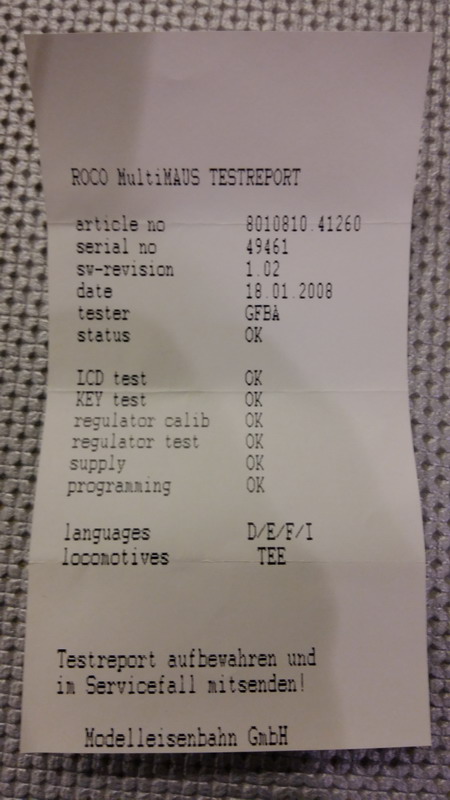 ROCO MultiMAUS TESTREPORT
article no 8010810.41260
serial no 49461
sw-revision 1.02
date 18.01.2008
tester GFBA
status OK
LCD test OK
KEY test OK
regulator calib OK
regulator test OK
supply OK
programming OK
languages D/E/F/I
locomotives TEE
Testreport aufbewahren und
im Servicefall mitsenden!
Modelleisenbahn GmbH